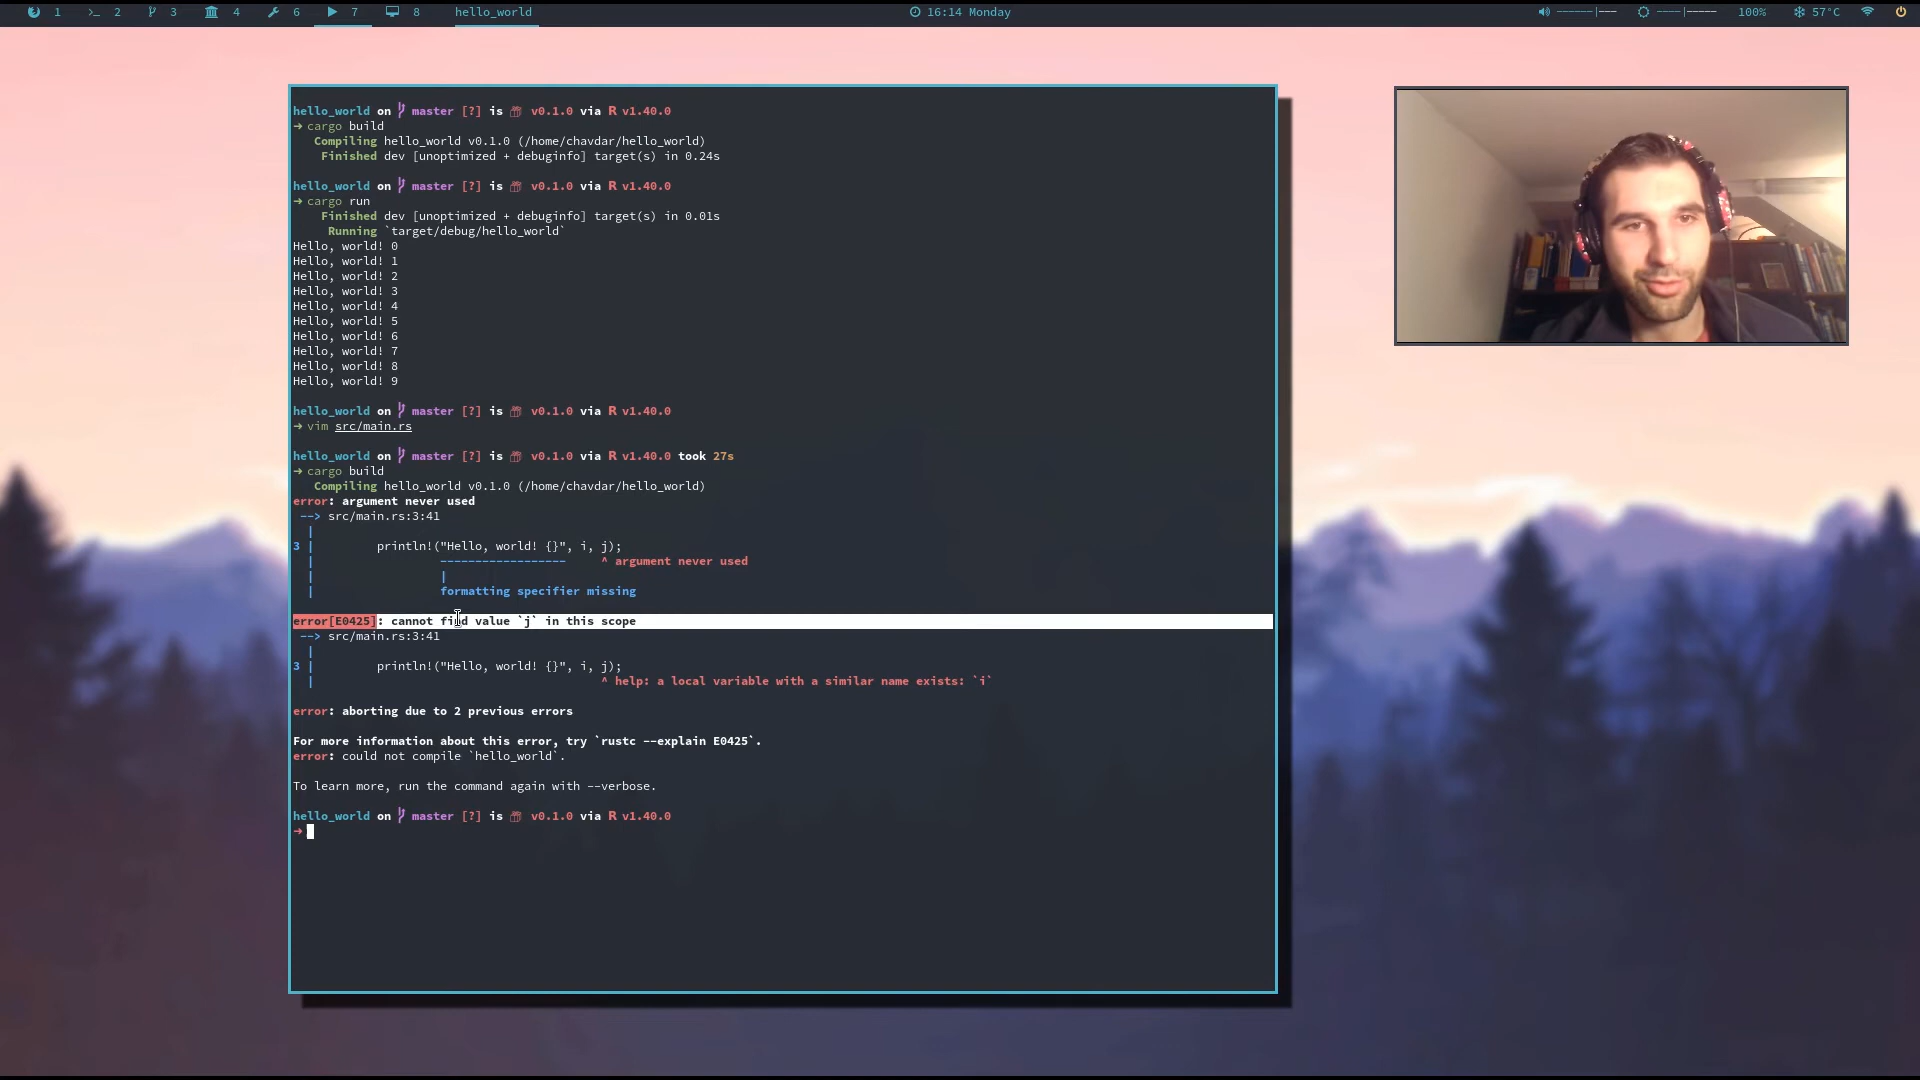 1 2 3 4 6 7 8 hello_world 16:14 Monday 100% 57°C
hello_world on master [?] is v0.1.0 via R v1.40.0
➜ cargo build
Compiling hello_world v0.1.0 (/home/chavdar/hello_world)
Finished dev [unoptimized + debuginfo] target(s) in 0.24s
hello_world on master [?] is v0.1.0 via R v1.40.0
➜ cargo run
Finished dev [unoptimized + debuginfo] target(s) in 0.01s
Running `target/debug/hello_world`
Hello, world! 0
Hello, world! 1
Hello, world! 2
Hello, world! 3
Hello, world! 4
Hello, world! 5
Hello, world! 6
Hello, world! 7
Hello, world! 8
Hello, world! 9
hello_world on master [?] is v0.1.0 via R v1.40.0
➜ vim src/main.rs
hello_world on master [?] is v0.1.0 via R v1.40.0 took 27s
➜ cargo build
Compiling hello_world v0.1.0 (/home/chavdar/hello_world)
error: argument never used
--> src/main.rs:3:41
|
3 | println!("Hello, world! {}", i, j);
| ------------------ ^ argument never used
| |
| formatting specifier missing
error[E0425]: cannot find value `j` in this scope
--> src/main.rs:3:41
|
3 | println!("Hello, world! {}", i, j);
| ^ help: a local variable with a similar name exists: `i`
error: aborting due to 2 previous errors
For more information about this error, try `rustc --explain E0425`.
error: could not compile `hello_world`.
To learn more, run the command again with --verbose.
hello_world on master [?] is v0.1.0 via R v1.40.0
➜